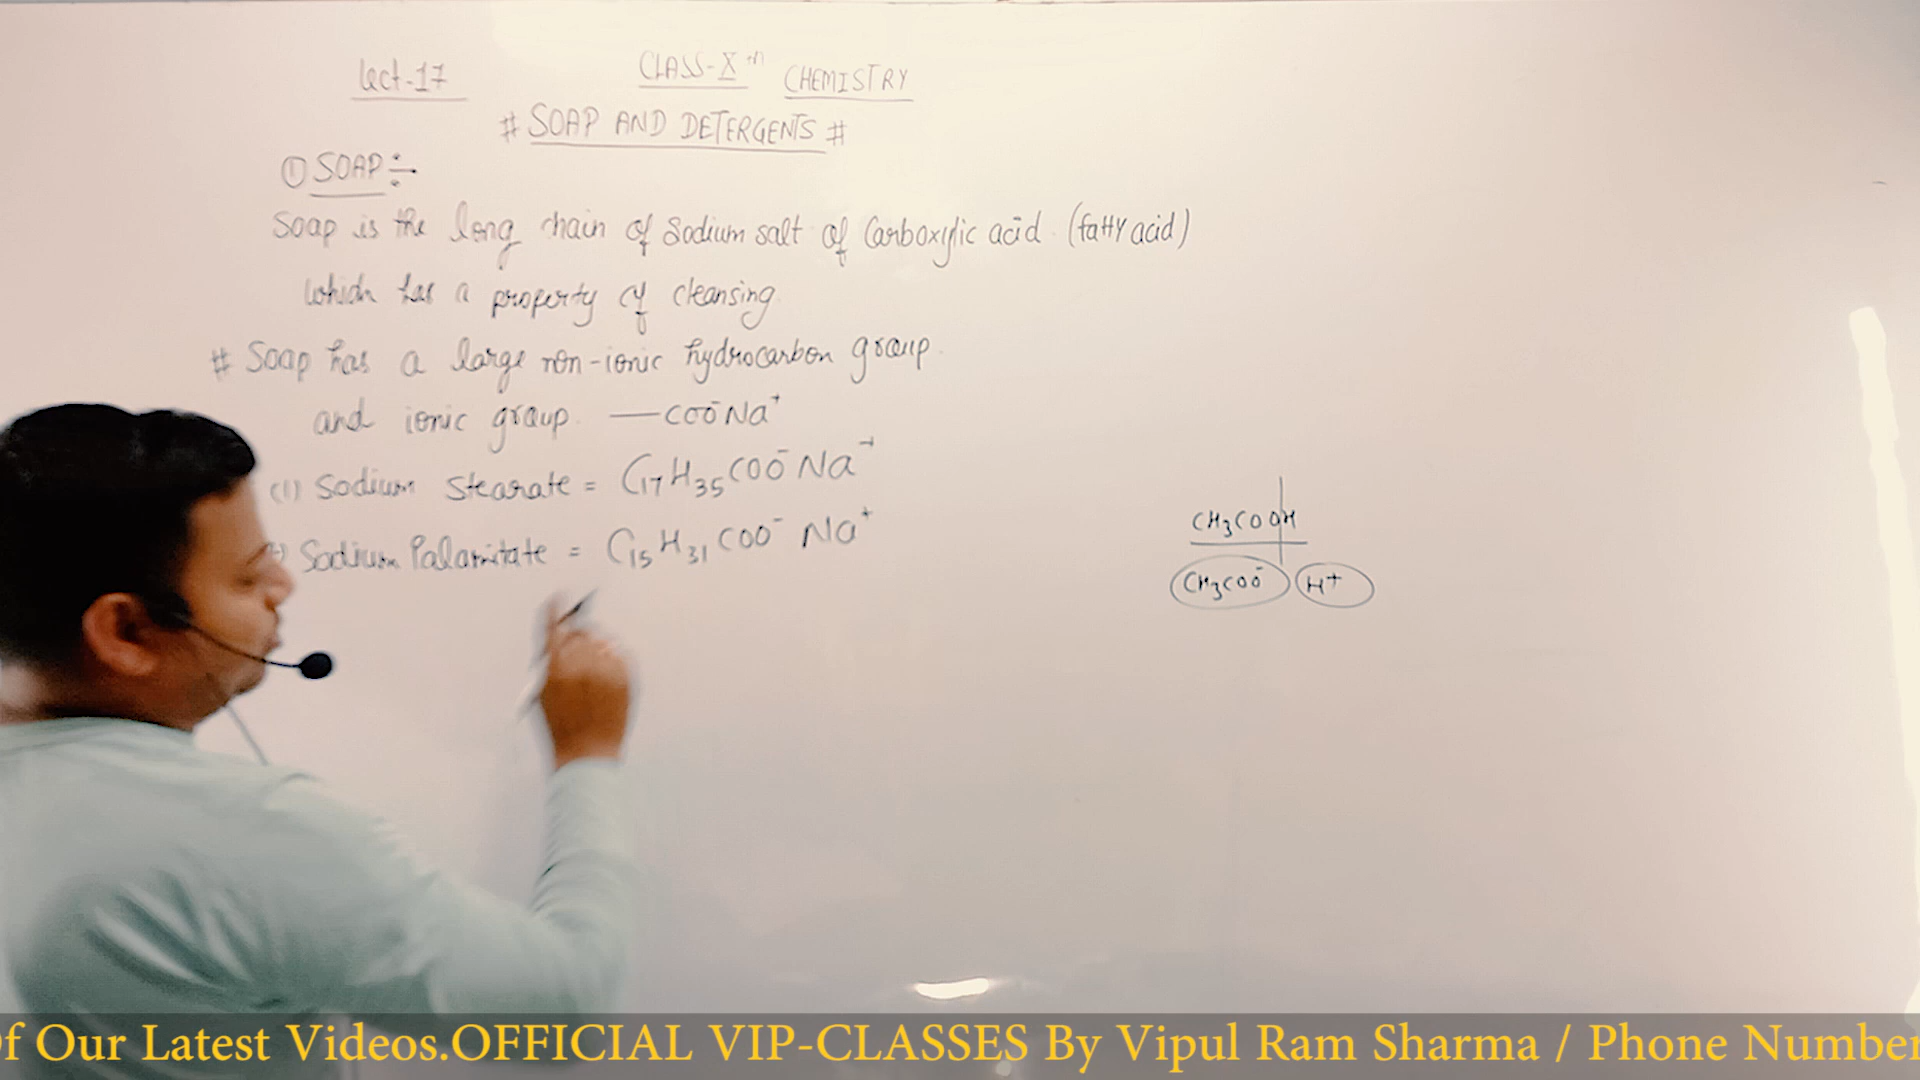 Lect-17 CLASS-Xth CHEMISTRY
# SOAP AND DETERGENTS #
① SOAP ÷
Soap is the long chain of Sodium salt of Carboxylic acid (fatty acid)
which has a property of cleansing
# Soap has a large non-ionic hydrocarbon group.
and ionic group. —COO⁻Na⁺
(1) Sodium Stearate = C₁₇H₃₅COO⁻Na⁺
Sodium Palamitate = C₁₅H₃₁COO⁻ Na⁺
CH₃COOH
CH₃COO⁻ H⁺
Of Our Latest Videos.OFFICIAL VIP-CLASSES By Vipul Ram Sharma / Phone Number